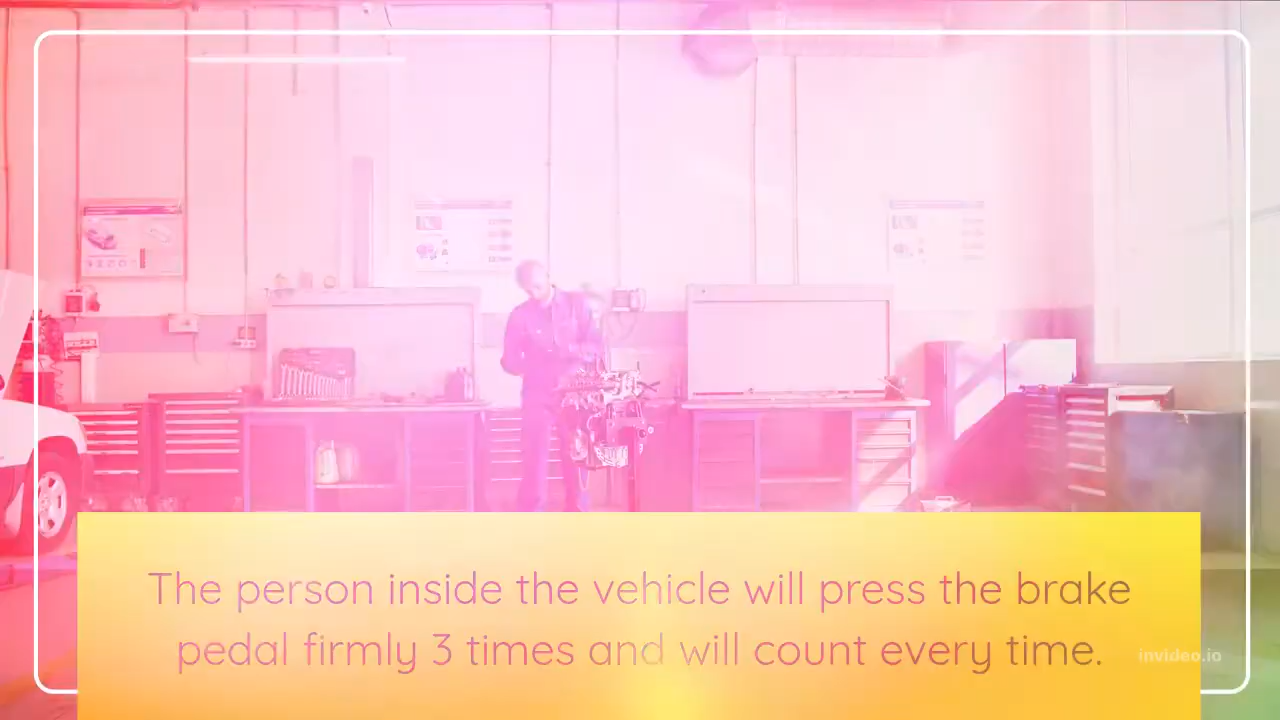 The person inside the vehicle will press the brake
pedal firmly 3 times and will count every time.
invideo.io